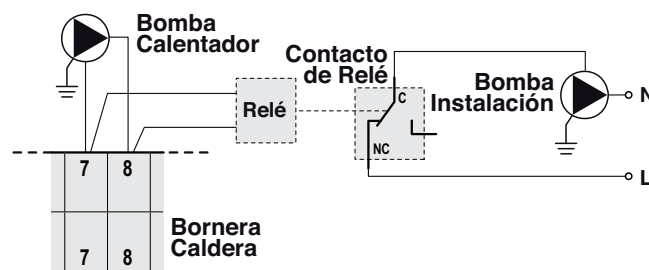 Bomba
Calentador
Contacto
de Relé
Bomba
Instalación
N
Relé
C
NC
L
7 8
Bornera
Caldera
7 8